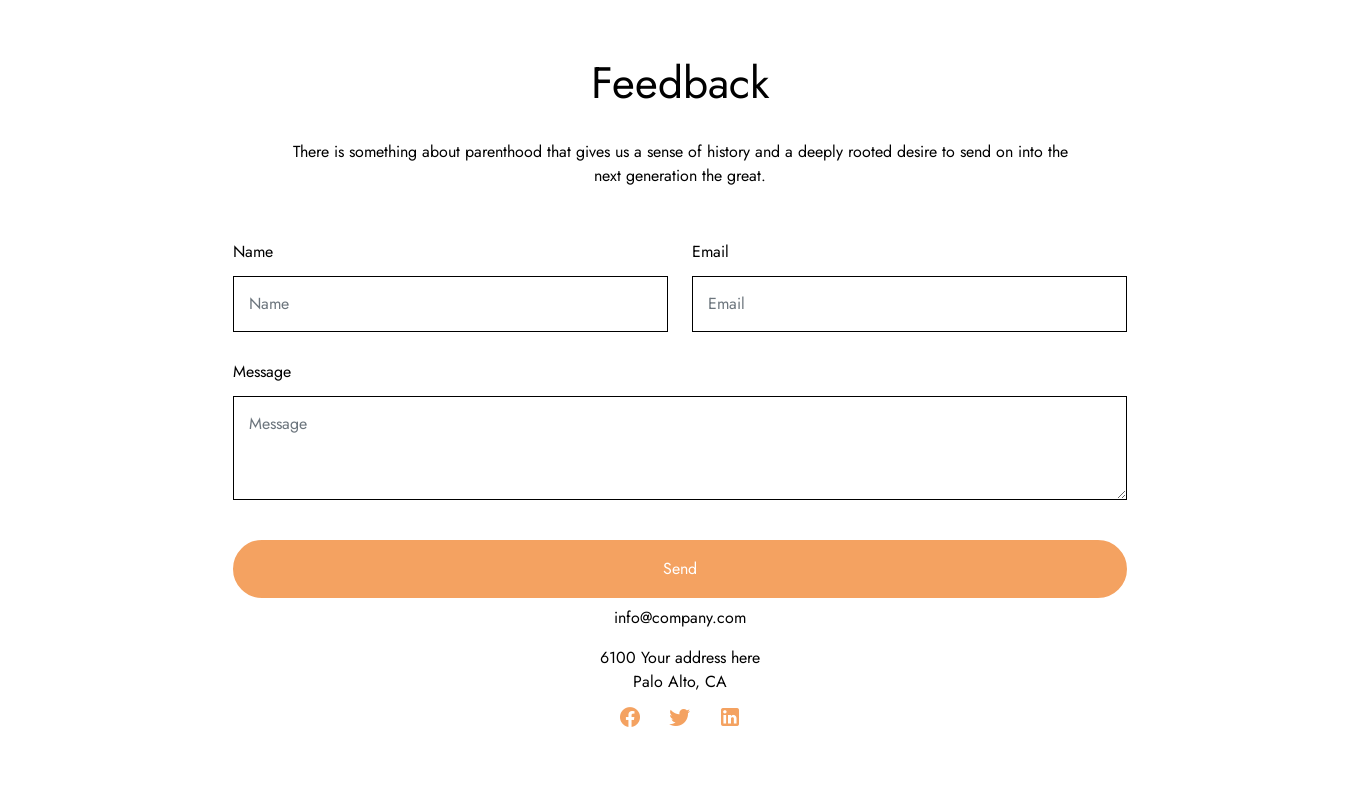 Feedback
There is something about parenthood that gives us a sense of history and a deeply rooted desire to send on into the
next generation the great.
Name
Email
Name
Email
Message
Message
Send
info@company.com
6100 Your address here
Palo Alto, CA